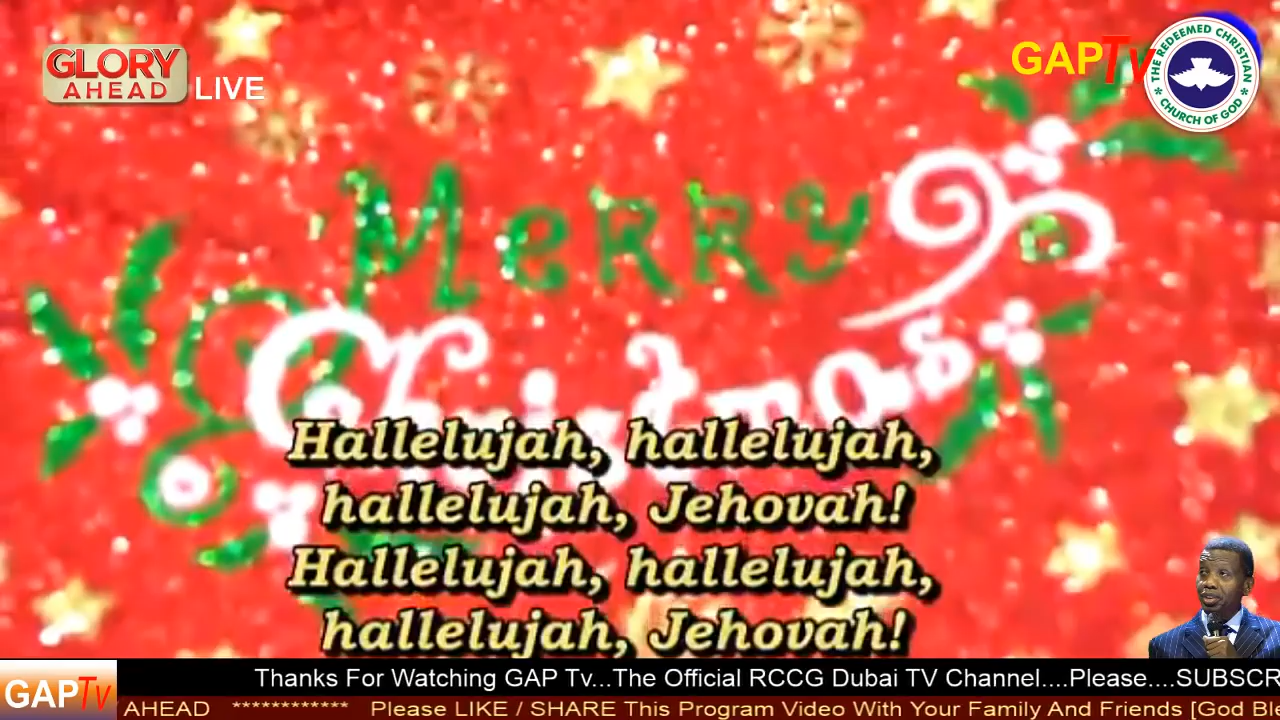 GLORY
AHEAD
LIVE
GAPTv
THE REDEEMED CHRISTIAN
CHURCH OF GOD
Merry
Christmas
Hallelujah, hallelujah,
hallelujah, Jehovah!
Hallelujah, hallelujah,
hallelujah, Jehovah!
GAPTv
Thanks For Watching GAP Tv...The Official RCCG Dubai TV Channel....Please....SUBSCR
AHEAD ************ Please LIKE / SHARE This Program Video With Your Family And Friends [God Ble